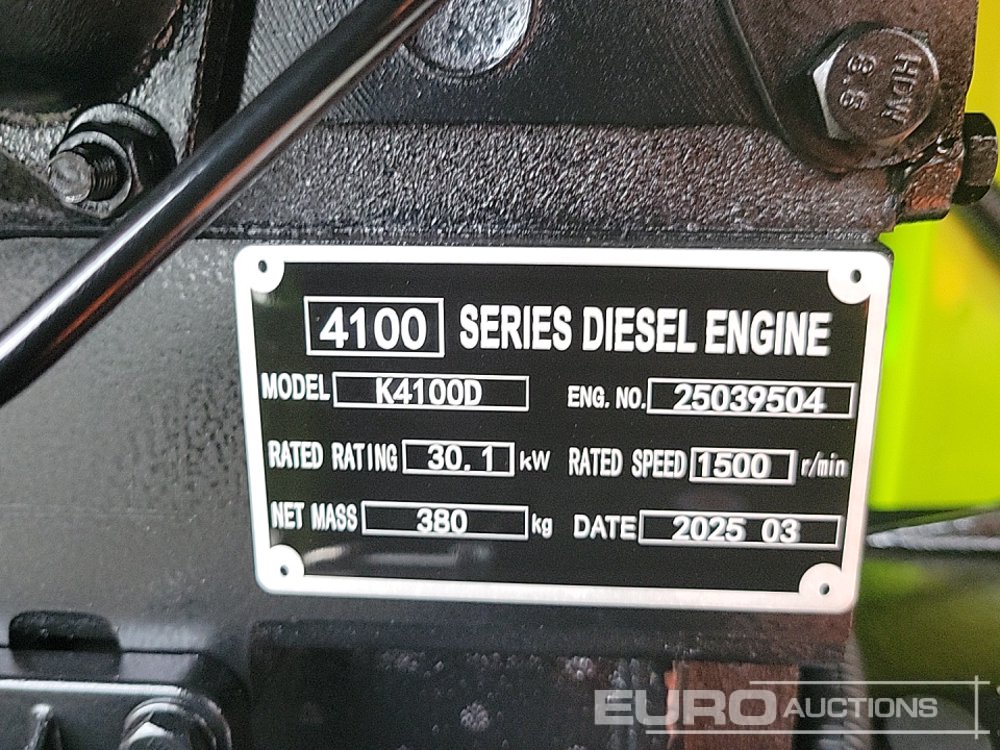 HDW
8.8
4100 SERIES DIESEL ENGINE
MODEL K4100D ENG. NO. 25039504
RATED RATING 30.1 kW RATED SPEED 1500 r/min
NET MASS 380 kg DATE 2025 03
EURO AUCTIONS